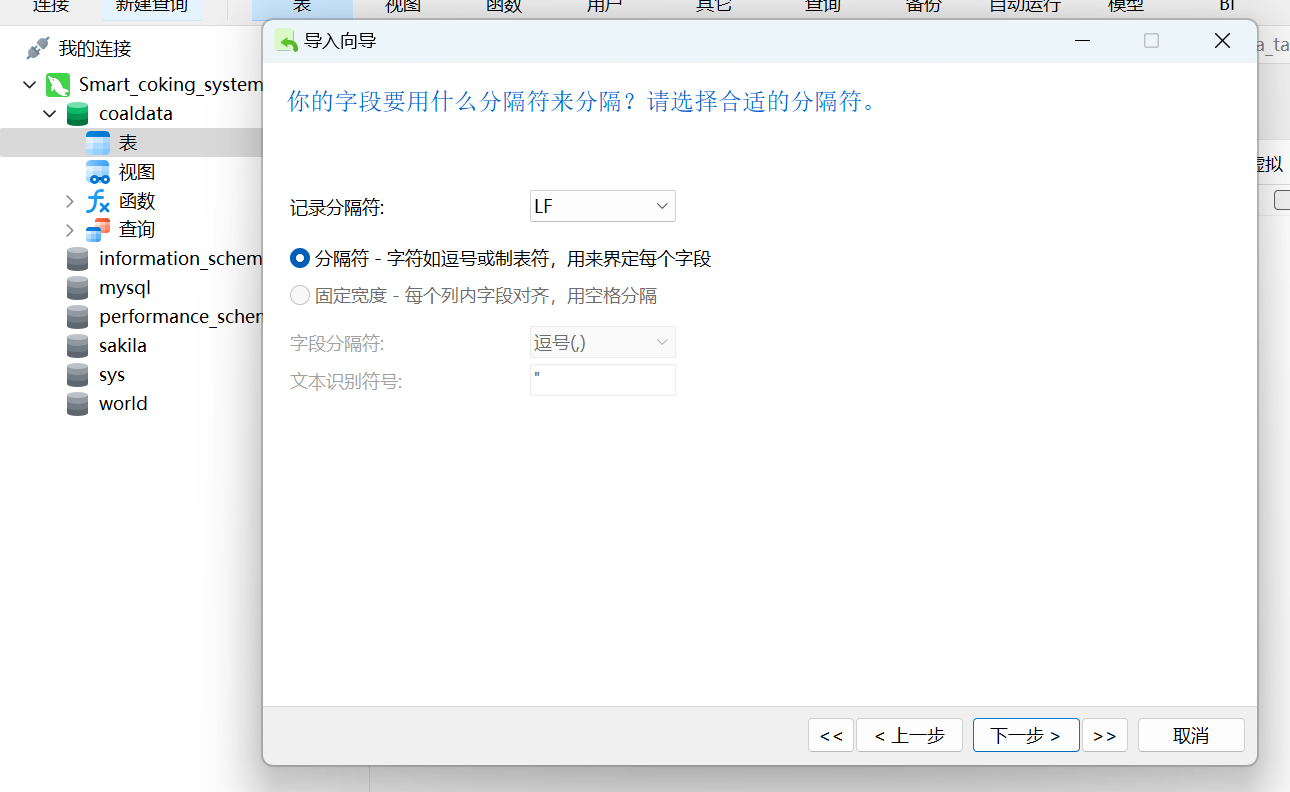 连接 新建查询 表 视图 函数 用户 其它 查询 备份 自动运行 模型 BI
我的连接
Smart_coking_system
coaldata
表
视图
函数
查询
information_schem
mysql
performance_schem
sakila
sys
world
导入向导
a_ta
你的字段要用什么分隔符来分隔？请选择合适的分隔符。
虚拟
记录分隔符: LF
分隔符 - 字符如逗号或制表符，用来界定每个字段
固定宽度 - 每个列内字段对齐，用空格分隔
字段分隔符: 逗号(,)
文本识别符号: "
<< < 上一步 下一步 > >> 取消